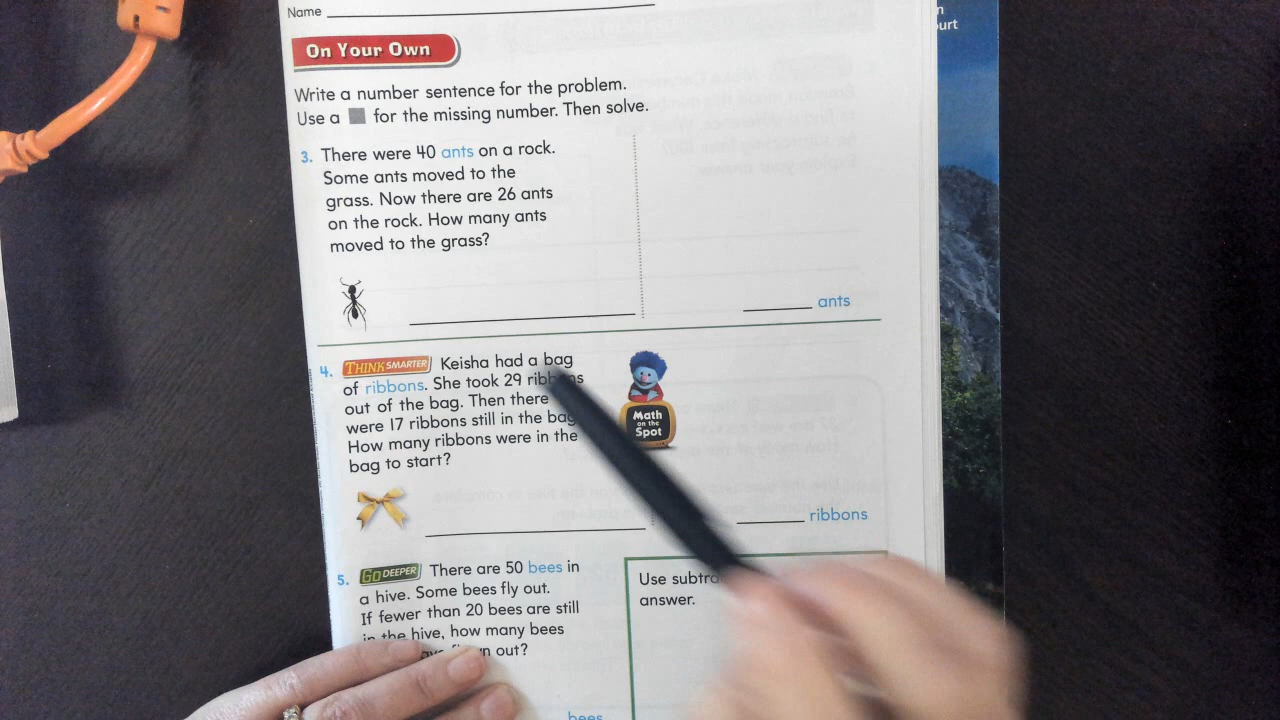 Name
On Your Own
Write a number sentence for the problem.
Use a for the missing number. Then solve.
3. There were 40 ants on a rock.
Some ants moved to the
grass. Now there are 26 ants
on the rock. How many ants
moved to the grass?
ants
4. THINK SMARTER Keisha had a bag
of ribbons. She took 29 ribbons
out of the bag. Then there
were 17 ribbons still in the bag
How many ribbons were in the
bag to start?
Math
on the
Spot
ribbons
5. GO DEEPER There are 50 bees in
a hive. Some bees fly out.
If fewer than 20 bees are still
in the hive, how many bees
out?
bees
Use
answer.